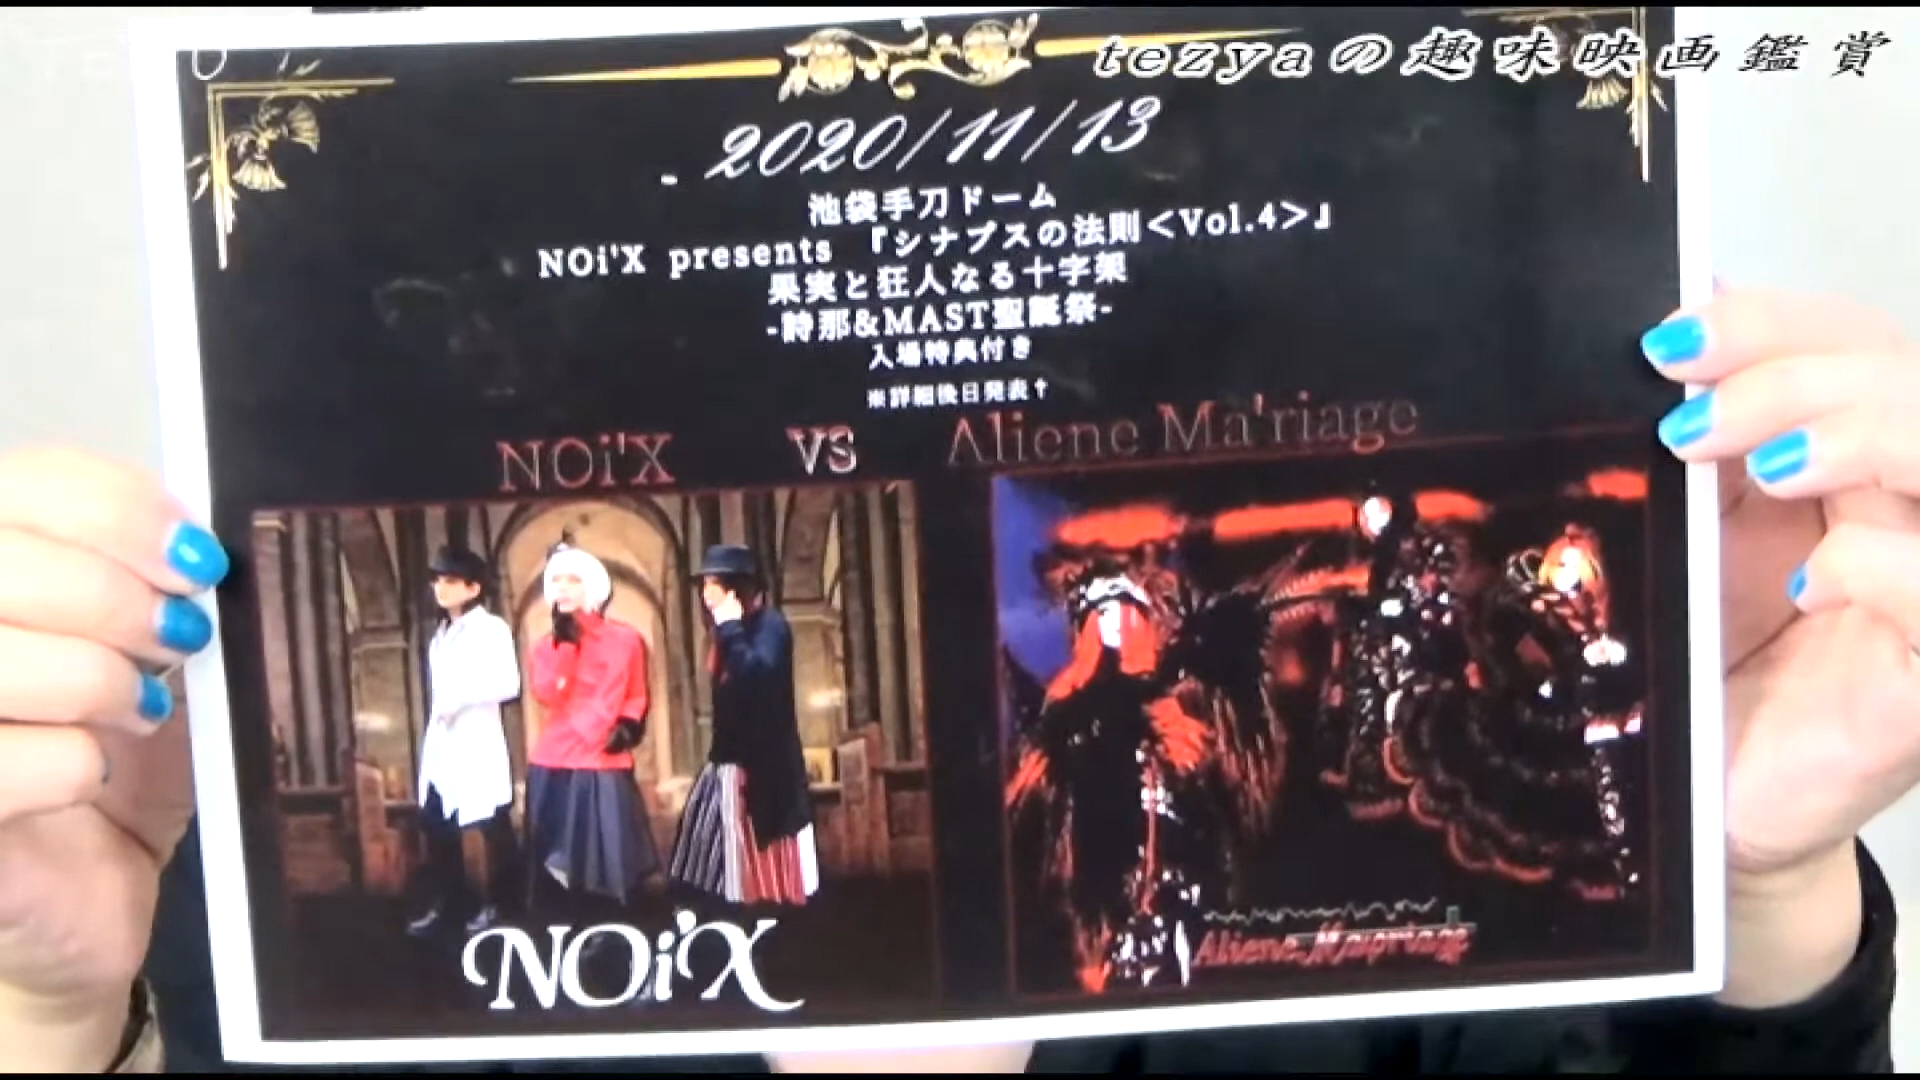 tezyaの趣味映画鑑賞
- 2020/11/13
池袋手刀ドーム
NOi'X presents 『シナプスの法則<Vol.4>』
果実と狂人なる十字架
-詩那&MAST聖誕祭-
入場特典付き
※詳細後日発表↑
NOi'X VS Aliene Ma'riage
NOi'X
Aliene Ma'riage